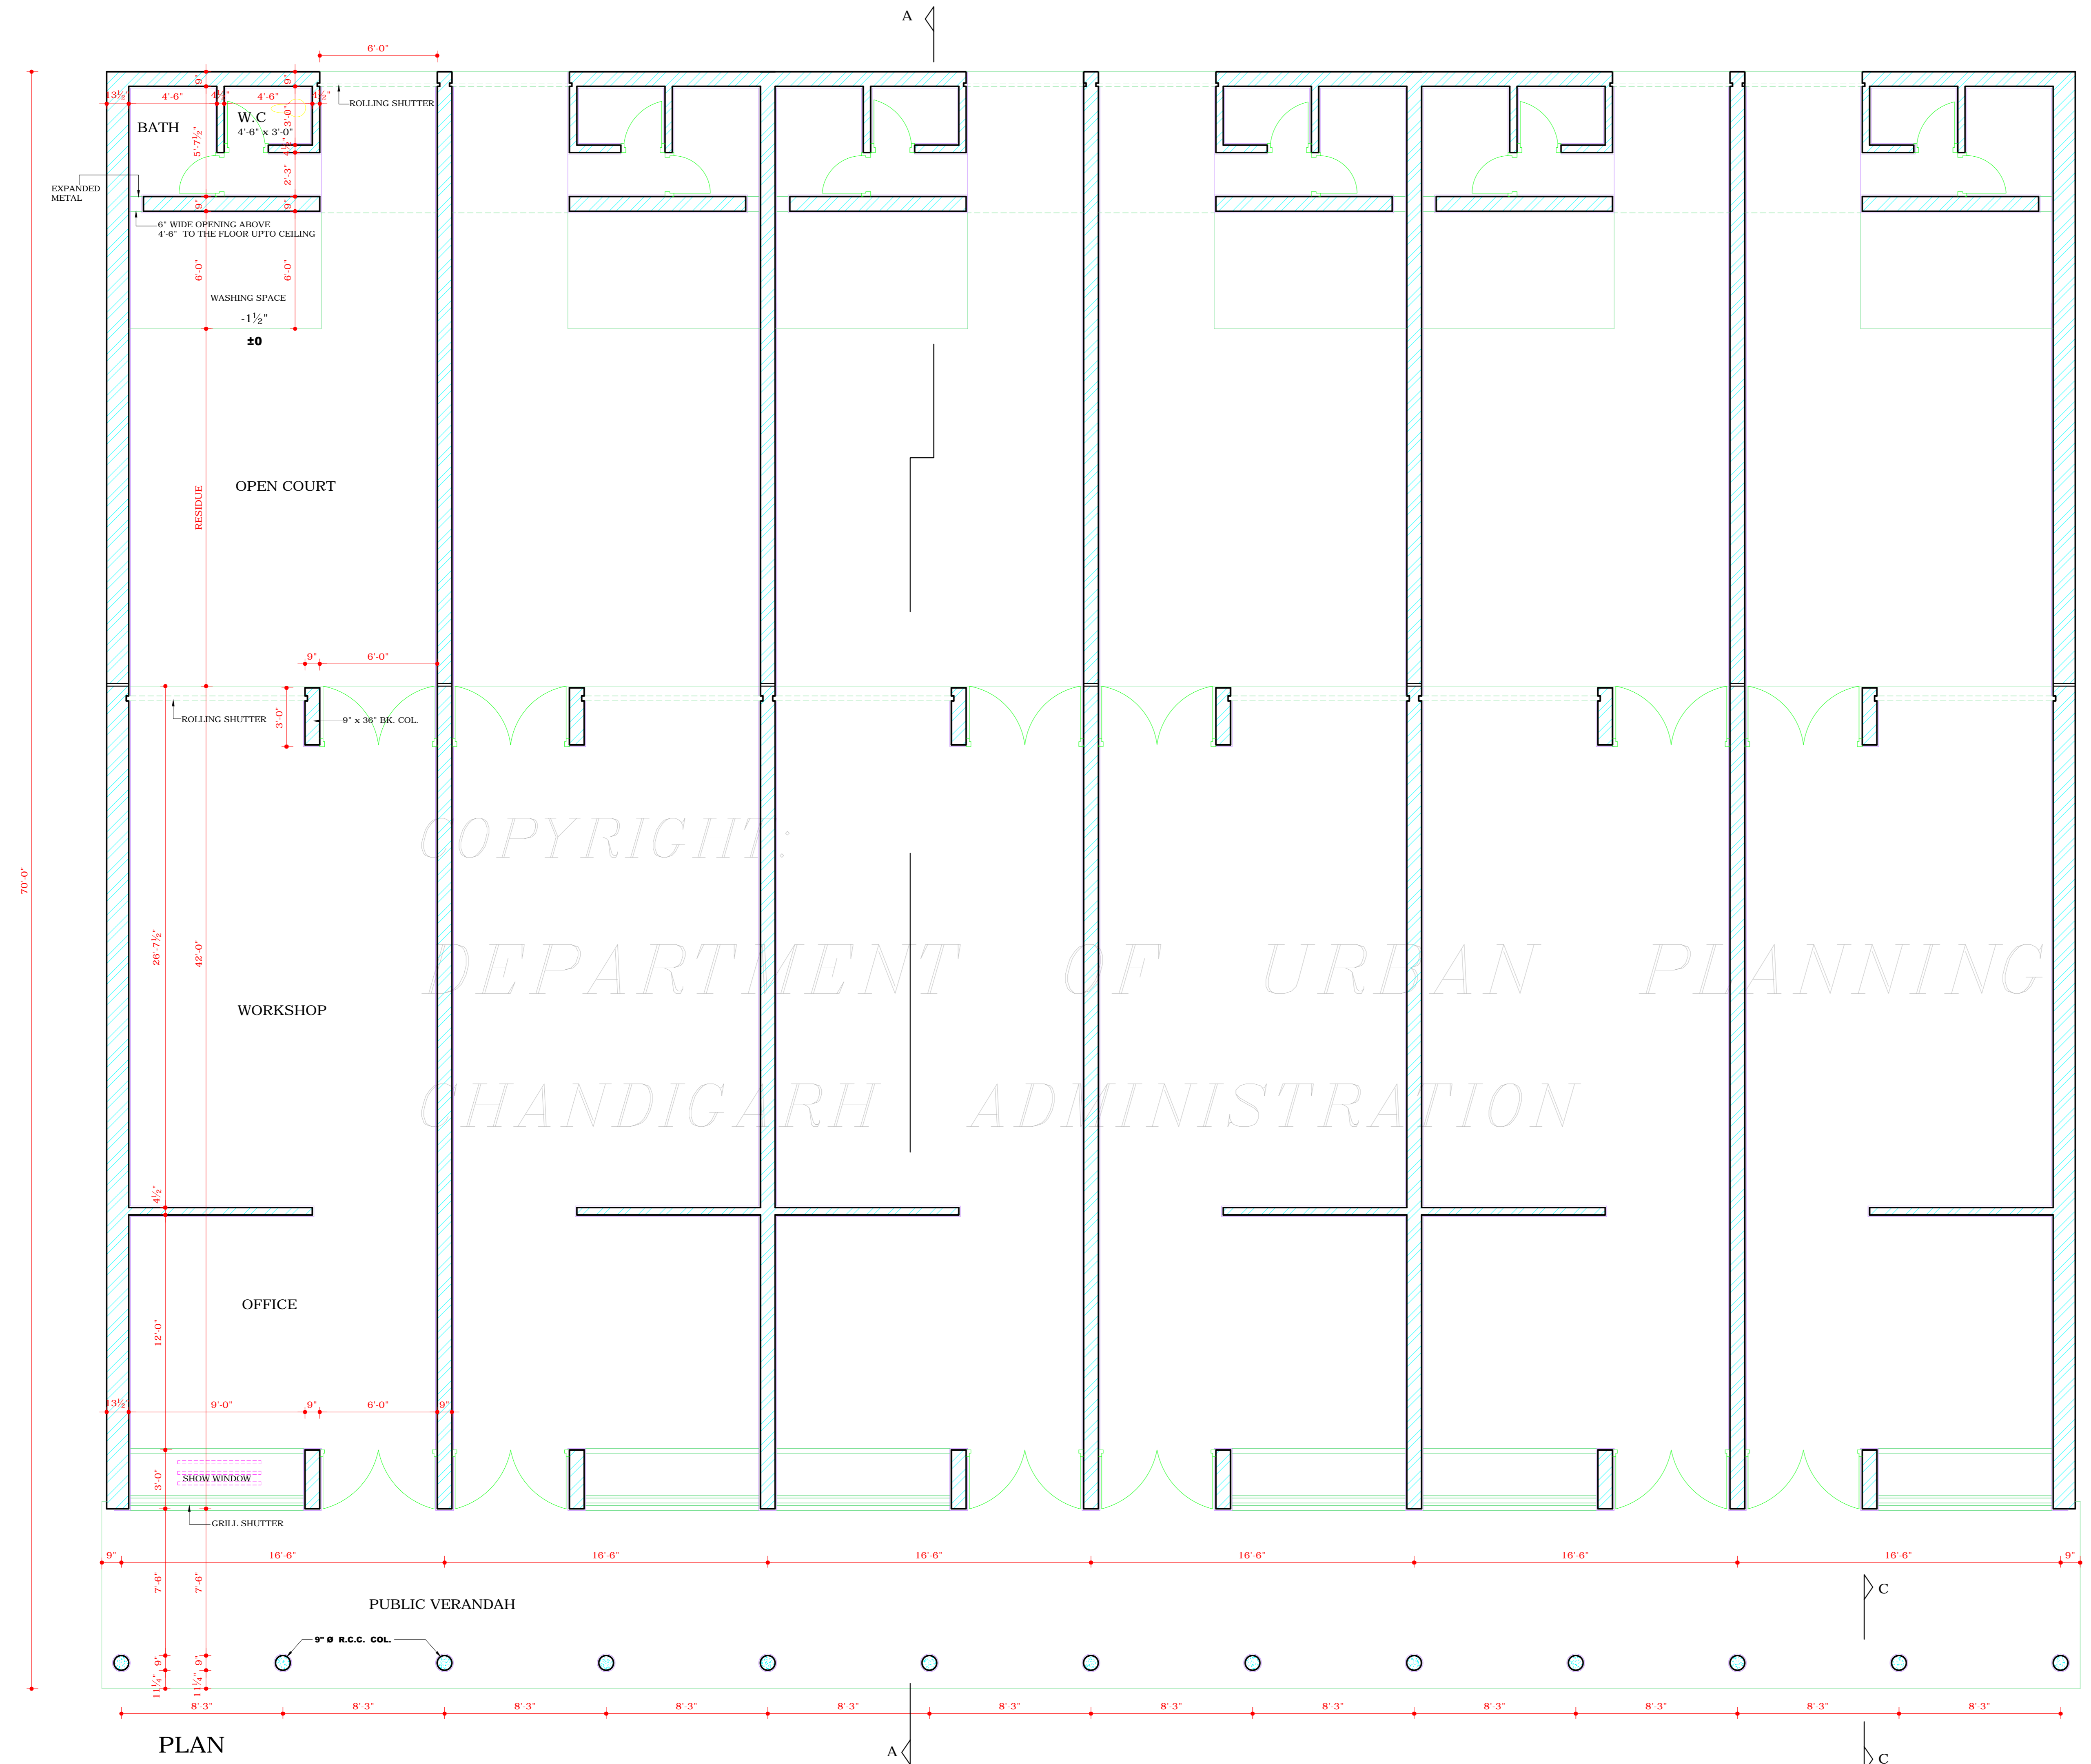 A
6'-0"
9"
9"
13½"
4'-6"
4½"
4'-6"
4½"
ROLLING SHUTTER
BATH
W.C
4'-6" x 3'-0"
3'-0"
5'-7½"
4½"
2'-3"
EXPANDED
METAL
9"
9"
6" WIDE OPENING ABOVE
4'-6" TO THE FLOOR UPTO CEILING
6'-0"
6'-0"
WASHING SPACE
-1½"
±0
OPEN COURT
RESIDUE
9"
6'-0"
ROLLING SHUTTER
3'-0"
9" x 36" BK. COL.
COPYRIGHT:
70'-0"
26'-7½"
42'-0"
DEPARTMENT OF URBAN PLANNING
WORKSHOP
CHANDIGARH ADMINISTRATION
4½"
OFFICE
12'-0"
13½"
9'-0"
9"
6'-0"
9"
3'-0"
SHOW WINDOW
GRILL SHUTTER
9"
16'-6"
16'-6"
16'-6"
16'-6"
16'-6"
16'-6"
9"
7'-6"
7'-6"
C
PUBLIC VERANDAH
9" Ø R.C.C. COL.
9"
9"
11¼"
11¼"
8'-3"
8'-3"
8'-3"
8'-3"
8'-3"
8'-3"
8'-3"
8'-3"
8'-3"
8'-3"
8'-3"
8'-3"
PLAN
A
C